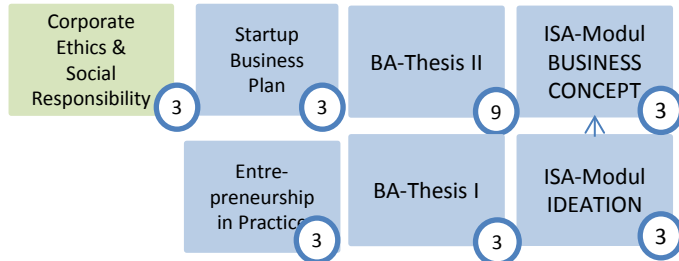 Corporate
Ethics &
Social
Responsibility
3
Startup
Business
Plan
3
BA-Thesis II
9
ISA-Modul
BUSINESS
CONCEPT
3
Entre-
preneurship
in Practice
3
BA-Thesis I
3
ISA-Modul
IDEATION
3